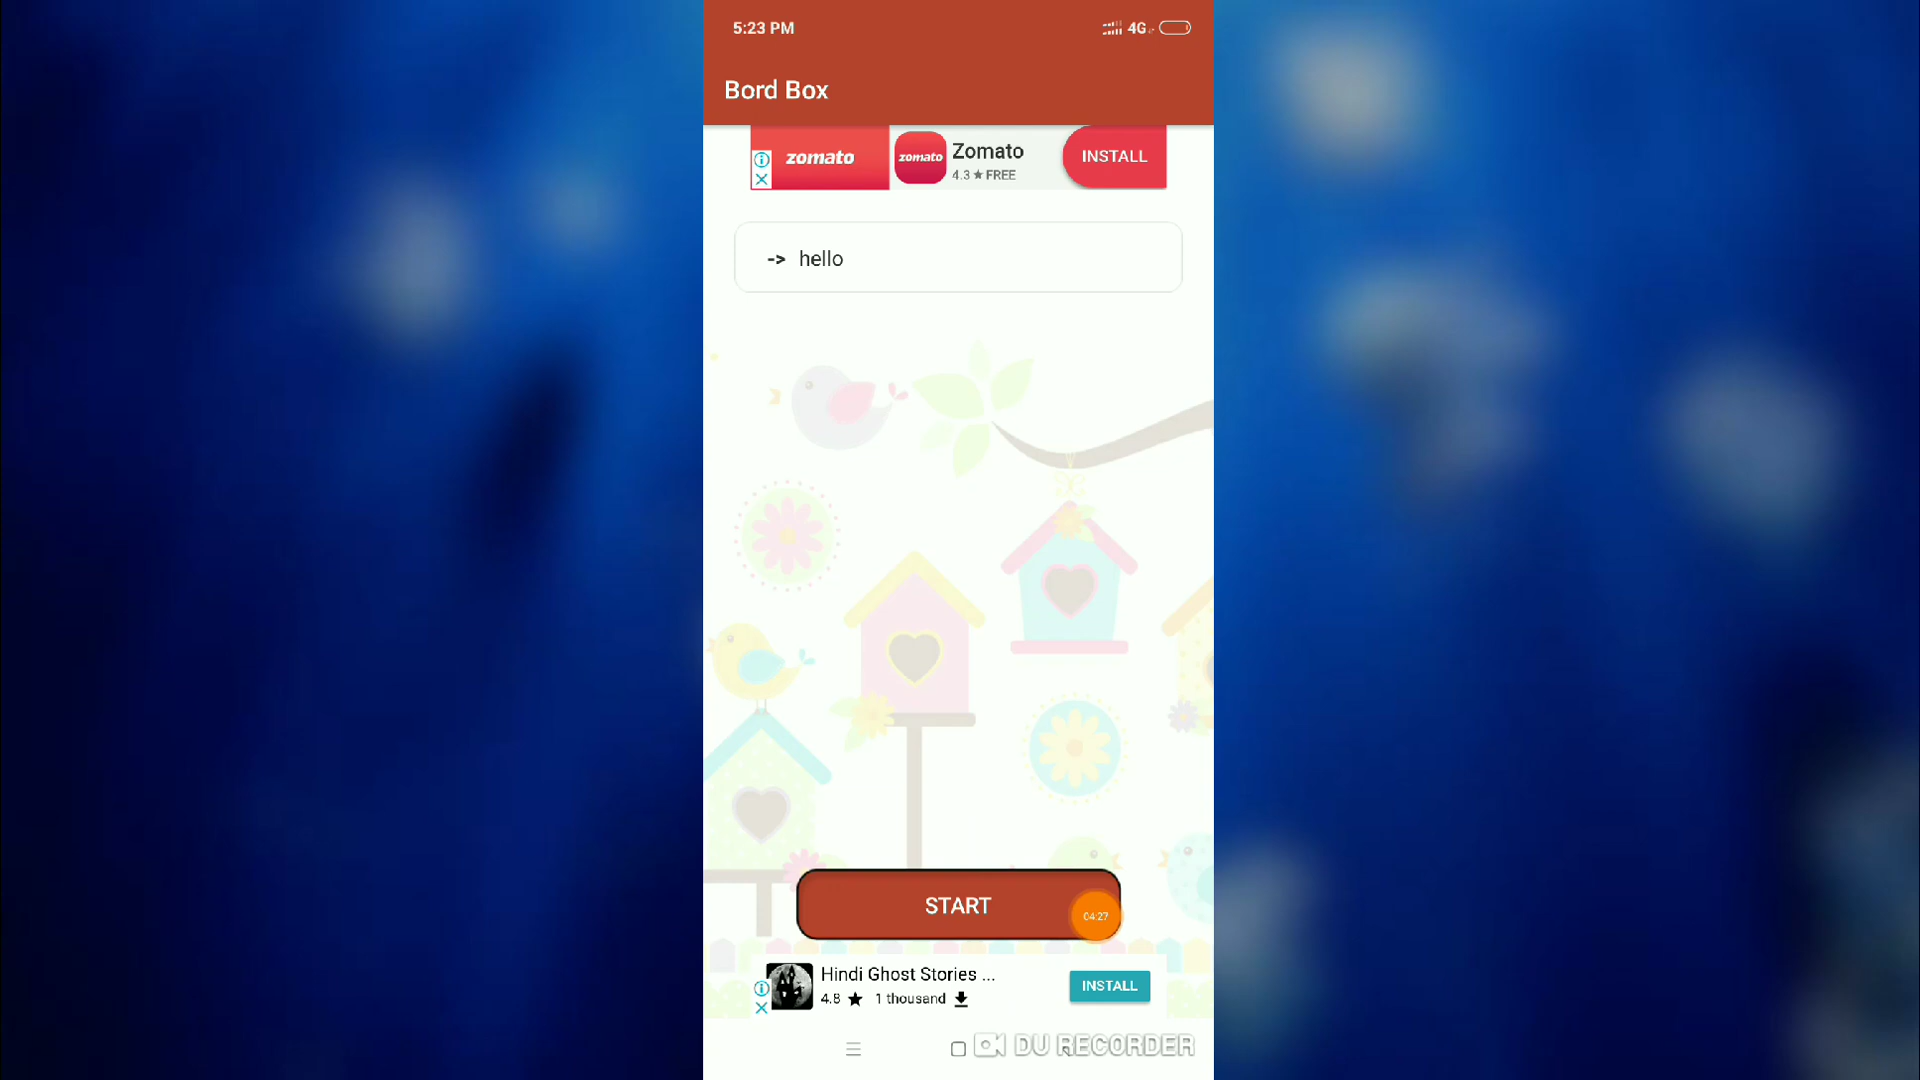 5:23 PM 4G
Bord Box
zomato zomato Zomato INSTALL
4.3 ★ FREE
-> hello
START 04:27
Hindi Ghost Stories ... INSTALL
4.8 ★ 1 thousand
DU RECORDER